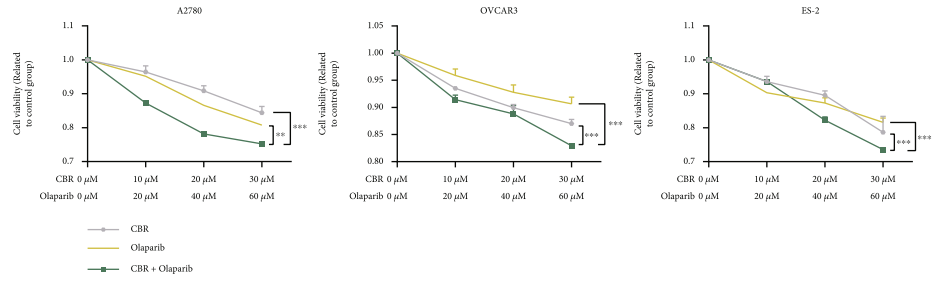 A2780
OVCAR3
ES-2
Cell viability (Related
to control group)
1.1
1.0
0.9
0.8
0.7
**
***
CBR 0 μM 10 μM 20 μM 30 μM
Olaparib 0 μM 20 μM 40 μM 60 μM
Cell viability (Related
to control group)
1.05
1.00
0.95
0.90
0.85
0.80
***
***
CBR 0 μM 10 μM 20 μM 30 μM
Olaparib 0 μM 20 μM 40 μM 60 μM
Cell viability (Related
to control group)
1.1
1.0
0.9
0.8
0.7
***
***
CBR 0 μM 10 μM 20 μM 30 μM
Olaparib 0 μM 20 μM 40 μM 60 μM
CBR
Olaparib
CBR + Olaparib